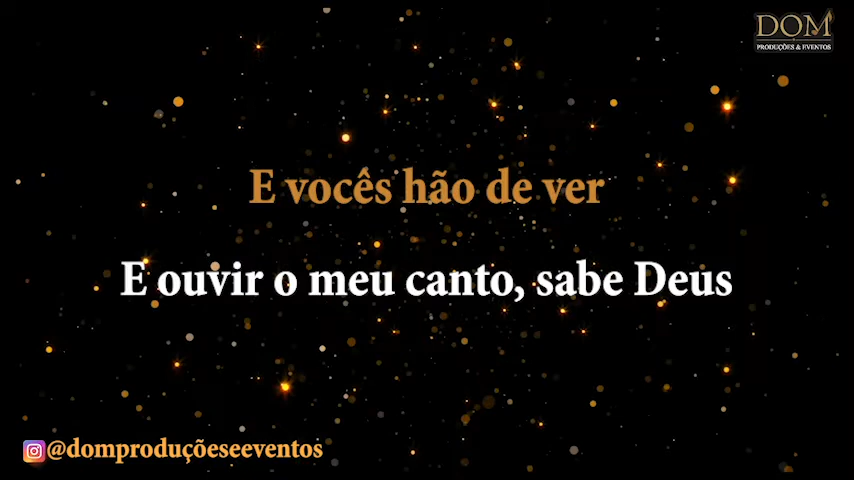 DOM
PRODUÇÕES & EVENTOS
E vocês hão de ver
E ouvir o meu canto, sabe Deus
@domproduçõeseeventos